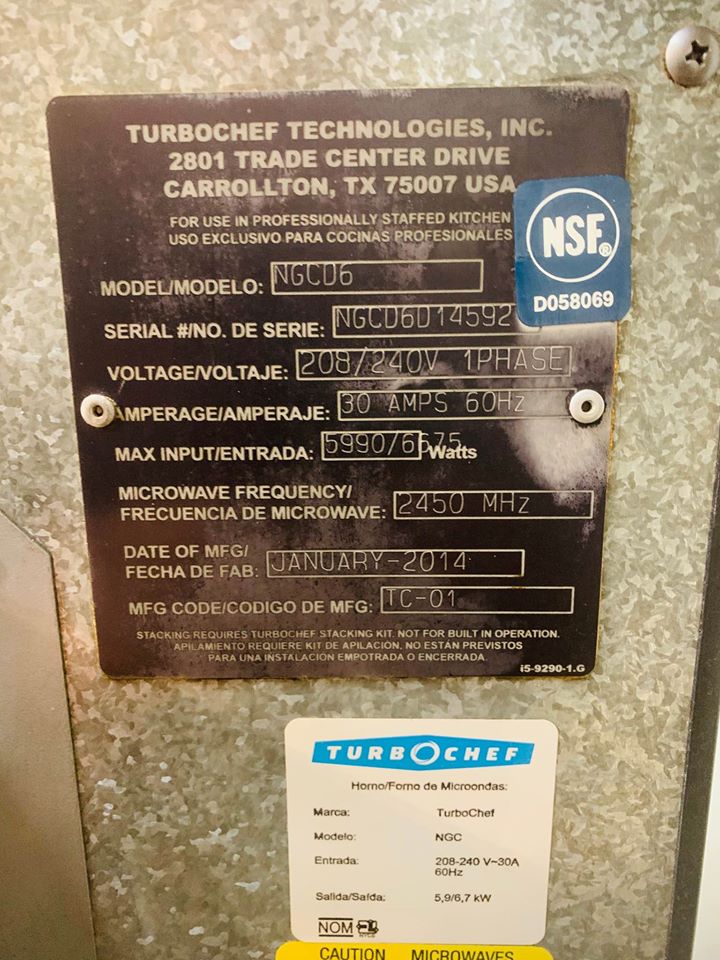 TURBOCHEF TECHNOLOGIES, INC.
2801 TRADE CENTER DRIVE
CARROLLTON, TX 75007 USA
FOR USE IN PROFESSIONALLY STAFFED KITCHEN
USO EXCLUSIVO PARA COCINAS PROFESIONALES
NSF®
D058069
MODEL/MODELO: NGCD6
SERIAL #/NO. DE SERIE: NGCD6D14592
VOLTAGE/VOLTAJE: 208/240V 1PHASE
AMPERAGE/AMPERAJE: 30 AMPS 60Hz
MAX INPUT/ENTRADA: 5990/6675 Watts
MICROWAVE FREQUENCY/
FRECUENCIA DE MICROWAVE: 2450 MHz
DATE OF MFG/
FECHA DE FAB: JANUARY-2014
MFG CODE/CODIGO DE MFG: TC-01
STACKING REQUIRES TURBOCHEF STACKING KIT. NOT FOR BUILT IN OPERATION.
APILAMIENTO REQUIERE KIT DE APILACION. NO ESTÁN PREVISTOS
PARA UNA INSTALACIÓN EMPOTRADA O ENCERRADA.
i5-9290-1.G
TURBOCHEF
Horno/Forno de Microondas:
Marca: TurboChef
Modelo: NGC
Entrada: 208-240 V~30A
60Hz
Salida/Saída: 5,9/6,7 kW
NOM
CAUTION MICROWAVES